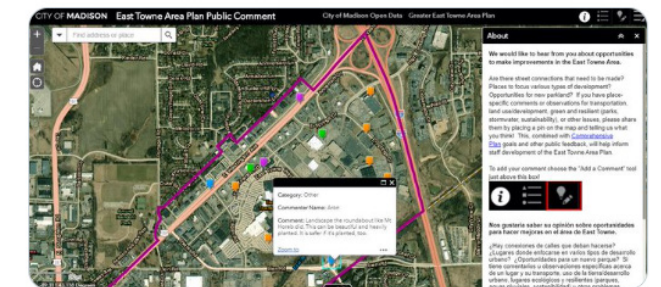 CITY OF MADISON East Towne Area Plan Public Comment
City of Madison Open Data Greater East Towne Area Plan
Find address or place
About
We would like to hear from you about opportunities
to make improvements in the East Towne Area.
Are there street connections that need to be made?
Places to focus various types of development?
Opportunities for new parkland? If you have place-
specific comments or observations for transportation,
land use/development, green and resilient (parks,
stormwater, sustainability), or other issues, please share
them by placing a pin on the map and telling us what
you think! This, combined with Comprehensive
Plan goals and other public feedback, will help inform
staff development of the East Towne Area Plan.
To add your comment choose the "Add a Comment" tool
just above this box!
Nos gustaría saber su opinión sobre oportunidades
para hacer mejoras en el área de East Towne.
¿Hay conexiones de calles que deban hacerse?
¿Lugares donde enfocarse en varios tipos de desarrollo
urbano? ¿Oportunidades para un nuevo parque? Si
tiene comentarios u observaciones específicas acerca
de un lugar y su transporte, uso de la tierra/desarrollo
urbano, lugares ecológicos y resilientes (parques,
Category: Other
Commenter Name:
Comment: Landscape the roundabout like Mt
Horeb did. This can be beautiful and heavily
planted. It is safer if it's planted, too.
Zoom to